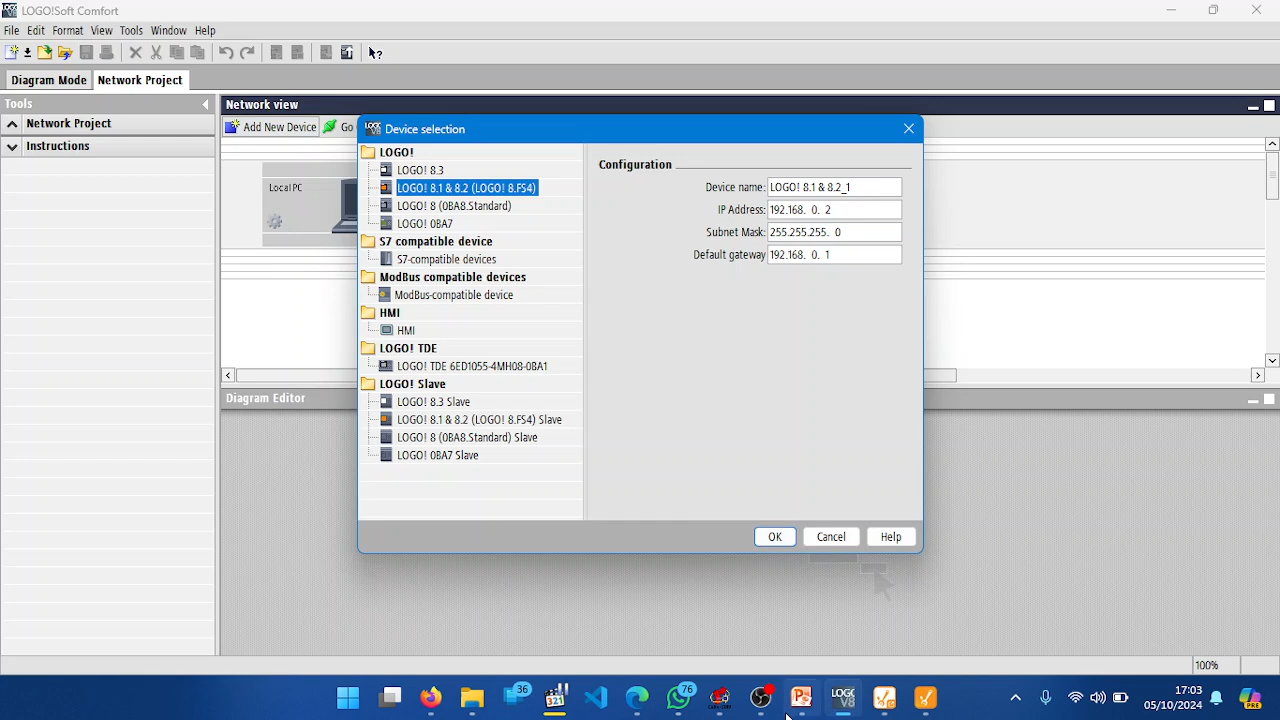 LOGO!Soft Comfort
File Edit Format View Tools Window Help
Diagram Mode Network Project
Tools
Network Project
Instructions
Network view
Add New Device Go
Local PC
Device selection
LOGO!
LOGO! 8.3
LOGO! 8.1 & 8.2 (LOGO! 8.FS4)
LOGO! 8 (0BA8.Standard)
LOGO! 0BA7
S7 compatible device
S7-compatible devices
ModBus compatible devices
ModBus-compatible device
HMI
HMI
LOGO! TDE
LOGO! TDE 6ED1055-4MH08-0BA1
LOGO! Slave
LOGO! 8.3 Slave
LOGO! 8.1 & 8.2 (LOGO! 8.FS4) Slave
LOGO! 8 (0BA8.Standard) Slave
LOGO! 0BA7 Slave
Configuration
Device name: LOGO! 8.1 & 8.2_1
IP Address: 192.168. 0. 2
Subnet Mask: 255.255.255. 0
Default gateway 192.168. 0. 1
OK Cancel Help
Diagram Editor
100%
36
321
76
LOGO V8
17:03
05/10/2024
PRE